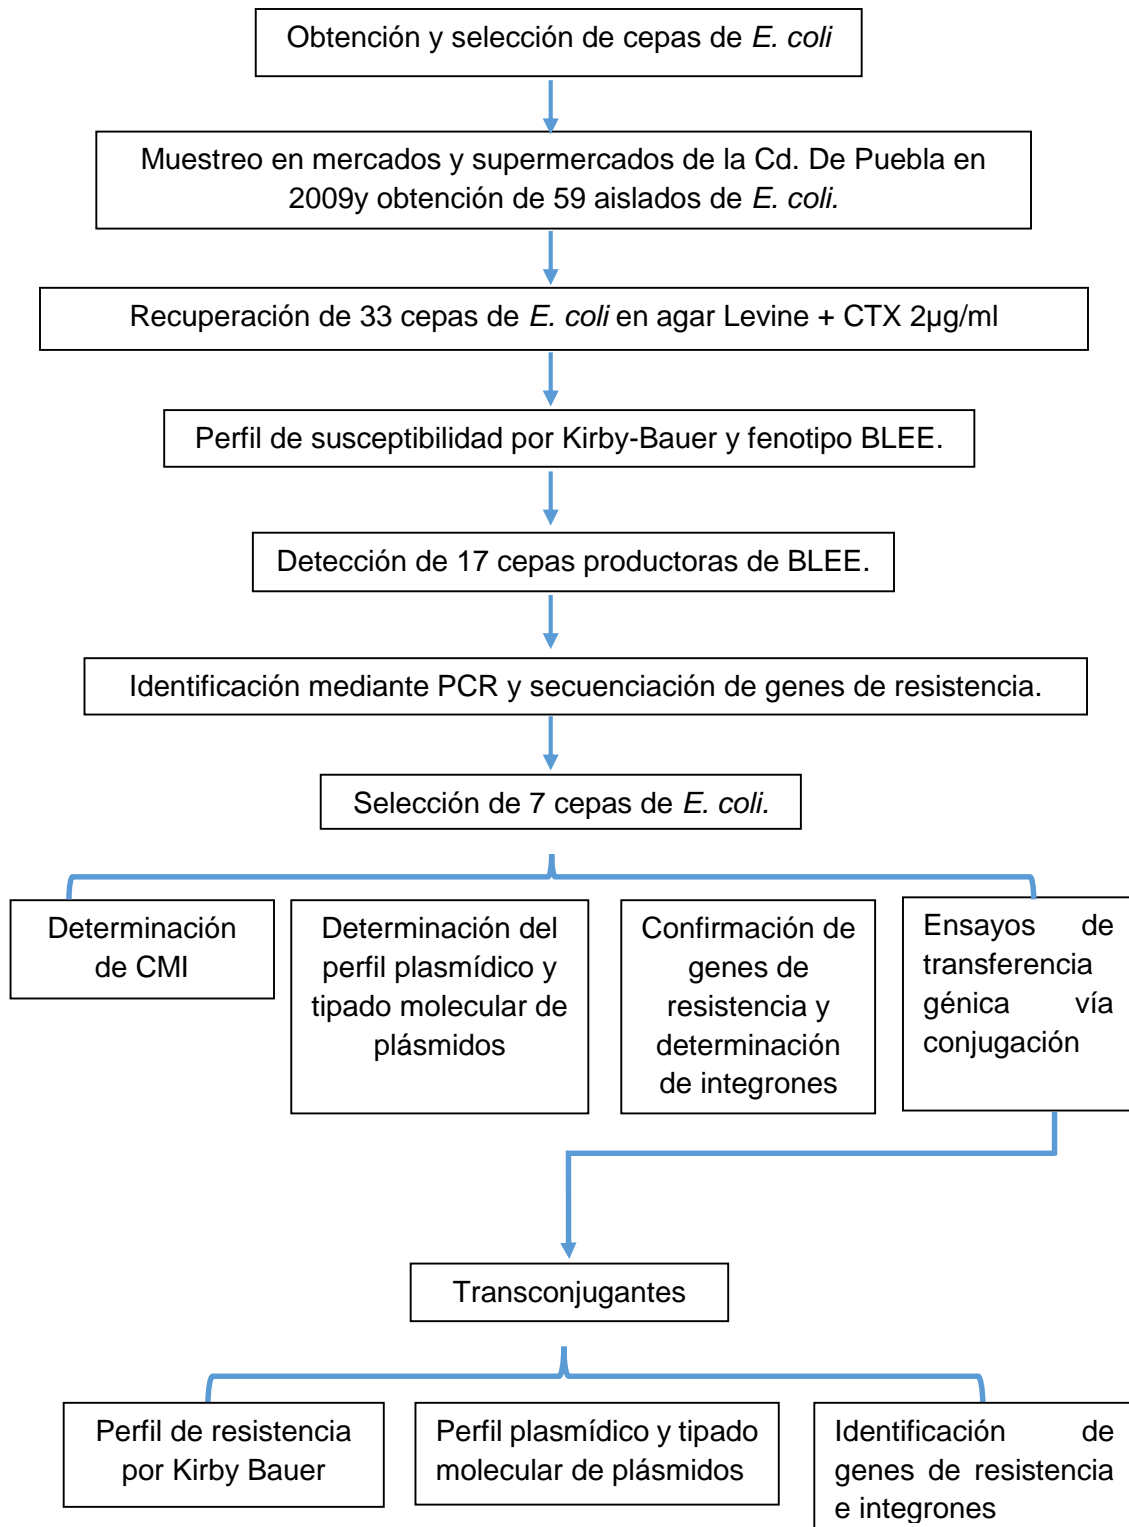 Obtención y selección de cepas de E. coli
Muestreo en mercados y supermercados de la Cd. De Puebla en
2009y obtención de 59 aislados de E. coli.
Recuperación de 33 cepas de E. coli en agar Levine + CTX 2µg/ml
Perfil de susceptibilidad por Kirby-Bauer y fenotipo BLEE.
Detección de 17 cepas productoras de BLEE.
Identificación mediante PCR y secuenciación de genes de resistencia.
Selección de 7 cepas de E. coli.
Determinación
de CMI
Determinación del
perfil plasmídico y
tipado molecular de
plásmidos
Confirmación de
genes de
resistencia y
determinación
de integrones
Ensayos de
transferencia
génica vía
conjugación
Transconjugantes
Perfil de resistencia
por Kirby Bauer
Perfil plasmídico y tipado
molecular de plásmidos
Identificación de
genes de resistencia
e integrones